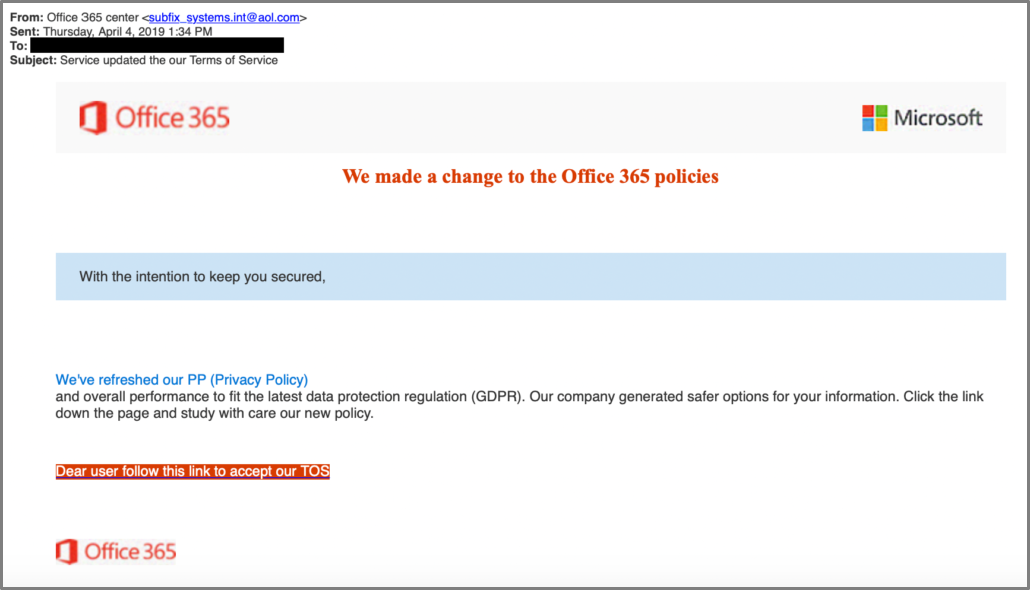 From: Office 365 center <subfix_systems.int@aol.com>
Sent: Thursday, April 4, 2019 1:34 PM
To:
Subject: Service updated the our Terms of Service
Office 365
Microsoft
We made a change to the Office 365 policies
With the intention to keep you secured,
We've refreshed our PP (Privacy Policy)
and overall performance to fit the latest data protection regulation (GDPR). Our company generated safer options for your information. Click the link
down the page and study with care our new policy.
Dear user follow this link to accept our TOS
Office 365